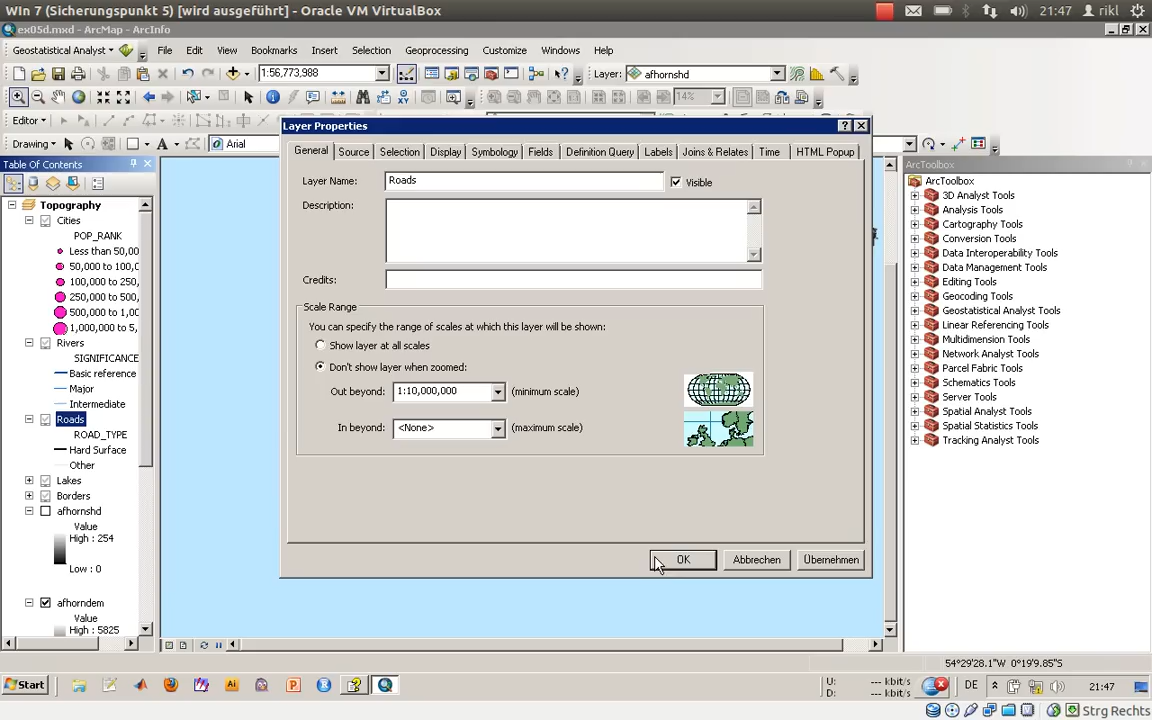 Win 7 (Sicherungspunkt 5) [wird ausgeführt] - Oracle VM VirtualBox
21:47
rikl
ex05d.mxd - ArcMap - ArcInfo
Geostatistical Analyst
File
Edit
View
Bookmarks
Insert
Selection
Geoprocessing
Customize
Windows
Help
1:56,773,988
Layer:
afhornshd
14%
Editor
Drawing
Arial
Table Of Contents
Topography
Cities
POP_RANK
Less than 50,00
50,000 to 100,0
100,000 to 250,
250,000 to 500,
500,000 to 1,00
1,000,000 to 5,
Rivers
SIGNIFICANCE
Basic reference
Major
Intermediate
Roads
ROAD_TYPE
Hard Surface
Other
Lakes
Borders
afhornshd
Value
High : 254
Low : 0
afhorndem
Value
High : 5825
Layer Properties
General
Source
Selection
Display
Symbology
Fields
Definition Query
Labels
Joins & Relates
Time
HTML Popup
Layer Name:
Roads
Visible
Description:
Credits:
Scale Range
You can specify the range of scales at which this layer will be shown:
Show layer at all scales
Don't show layer when zoomed:
Out beyond:
1:10,000,000
(minimum scale)
In beyond:
<None>
(maximum scale)
OK
Abbrechen
Übernehmen
ArcToolbox
ArcToolbox
3D Analyst Tools
Analysis Tools
Cartography Tools
Conversion Tools
Data Interoperability Tools
Data Management Tools
Editing Tools
Geocoding Tools
Geostatistical Analyst Tools
Linear Referencing Tools
Multidimension Tools
Network Analyst Tools
Parcel Fabric Tools
Schematics Tools
Server Tools
Spatial Analyst Tools
Spatial Statistics Tools
Tracking Analyst Tools
54°29'28.1"W 0°19'9.85"S
Start
U:
D:
--- kbit/s
--- kbit/s
DE
21:47
Strg Rechts